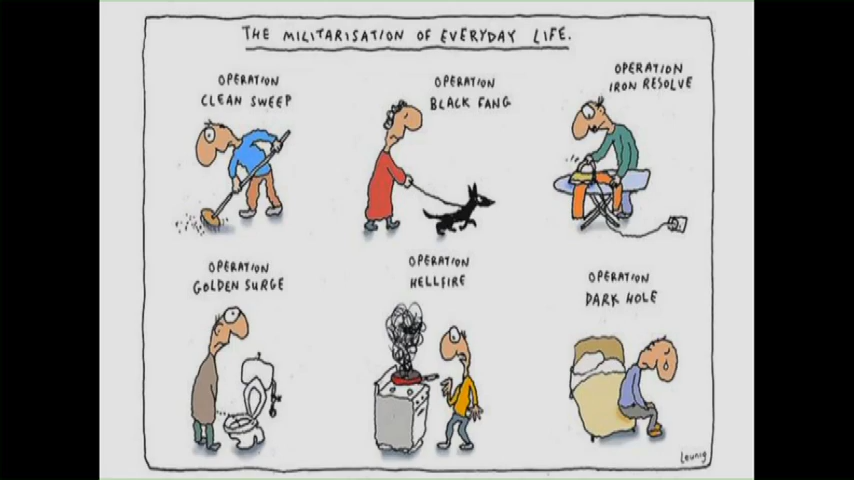 THE MILITARISATION OF EVERYDAY LIFE.
OPERATION
CLEAN SWEEP
OPERATION
BLACK FANG
OPERATION
IRON RESOLVE
OPERATION
GOLDEN SURGE
OPERATION
HELLFIRE
OPERATION
DARK HOLE
Leunig